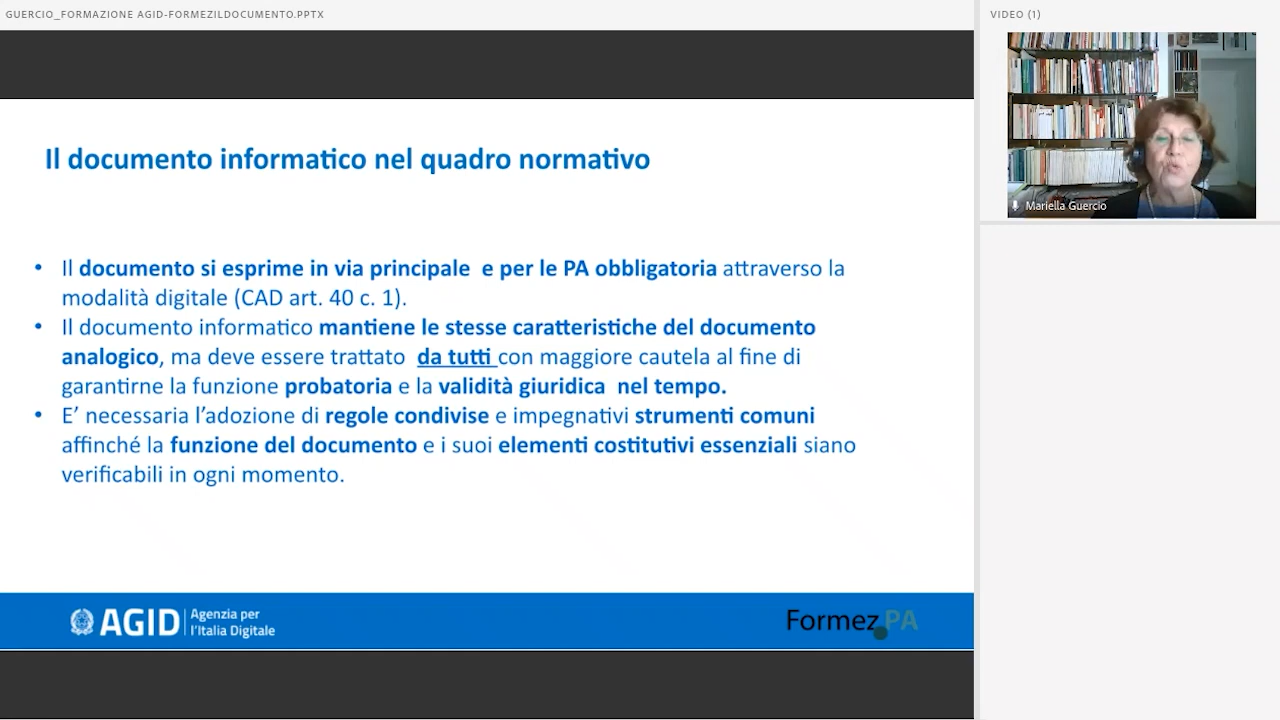 GUERCIO_FORMAZIONE AGID-FORMEZILDOCUMENTO.PPTX
VIDEO (1)
Mariella Guercio
Il documento informatico nel quadro normativo
• Il documento si esprime in via principale e per le PA obbligatoria attraverso la
modalità digitale (CAD art. 40 c. 1).
• Il documento informatico mantiene le stesse caratteristiche del documento
analogico, ma deve essere trattato da tutti con maggiore cautela al fine di
garantirne la funzione probatoria e la validità giuridica nel tempo.
• E’ necessaria l’adozione di regole condivise e impegnativi strumenti comuni
affinché la funzione del documento e i suoi elementi costitutivi essenziali siano
verificabili in ogni momento.
AGID
Agenzia per
l’Italia Digitale
Formez PA